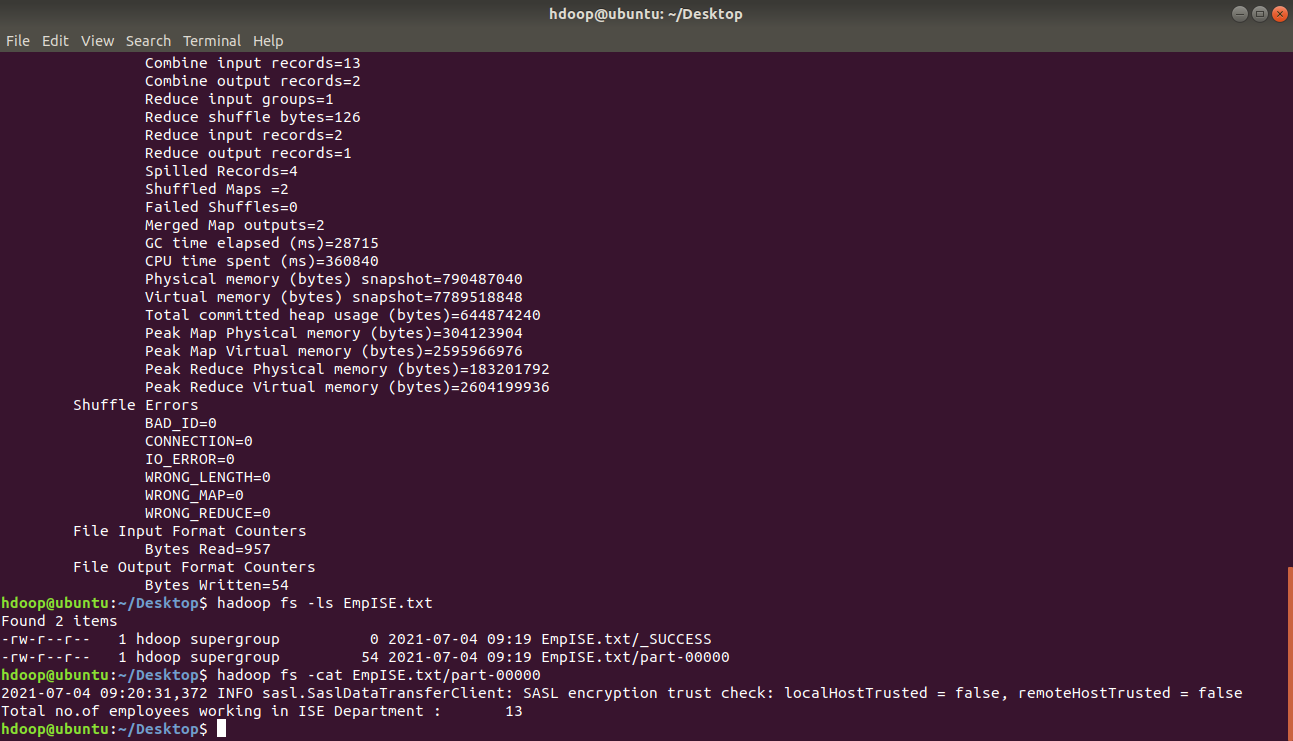 hdoop@ubuntu: ~/Desktop
File Edit View Search Terminal Help
Combine input records=13
Combine output records=2
Reduce input groups=1
Reduce shuffle bytes=126
Reduce input records=2
Reduce output records=1
Spilled Records=4
Shuffled Maps =2
Failed Shuffles=0
Merged Map outputs=2
GC time elapsed (ms)=28715
CPU time spent (ms)=360840
Physical memory (bytes) snapshot=790487040
Virtual memory (bytes) snapshot=7789518848
Total committed heap usage (bytes)=644874240
Peak Map Physical memory (bytes)=304123904
Peak Map Virtual memory (bytes)=2595966976
Peak Reduce Physical memory (bytes)=183201792
Peak Reduce Virtual memory (bytes)=2604199936
Shuffle Errors
BAD_ID=0
CONNECTION=0
IO_ERROR=0
WRONG_LENGTH=0
WRONG_MAP=0
WRONG_REDUCE=0
File Input Format Counters
Bytes Read=957
File Output Format Counters
Bytes Written=54
hdoop@ubuntu:~/Desktop$ hadoop fs -ls EmpISE.txt
Found 2 items
-rw-r--r--   1 hdoop supergroup          0 2021-07-04 09:19 EmpISE.txt/_SUCCESS
-rw-r--r--   1 hdoop supergroup         54 2021-07-04 09:19 EmpISE.txt/part-00000
hdoop@ubuntu:~/Desktop$ hadoop fs -cat EmpISE.txt/part-00000
2021-07-04 09:20:31,372 INFO sasl.SaslDataTransferClient: SASL encryption trust check: localHostTrusted = false, remoteHostTrusted = false
Total no.of employees working in ISE Department :       13
hdoop@ubuntu:~/Desktop$